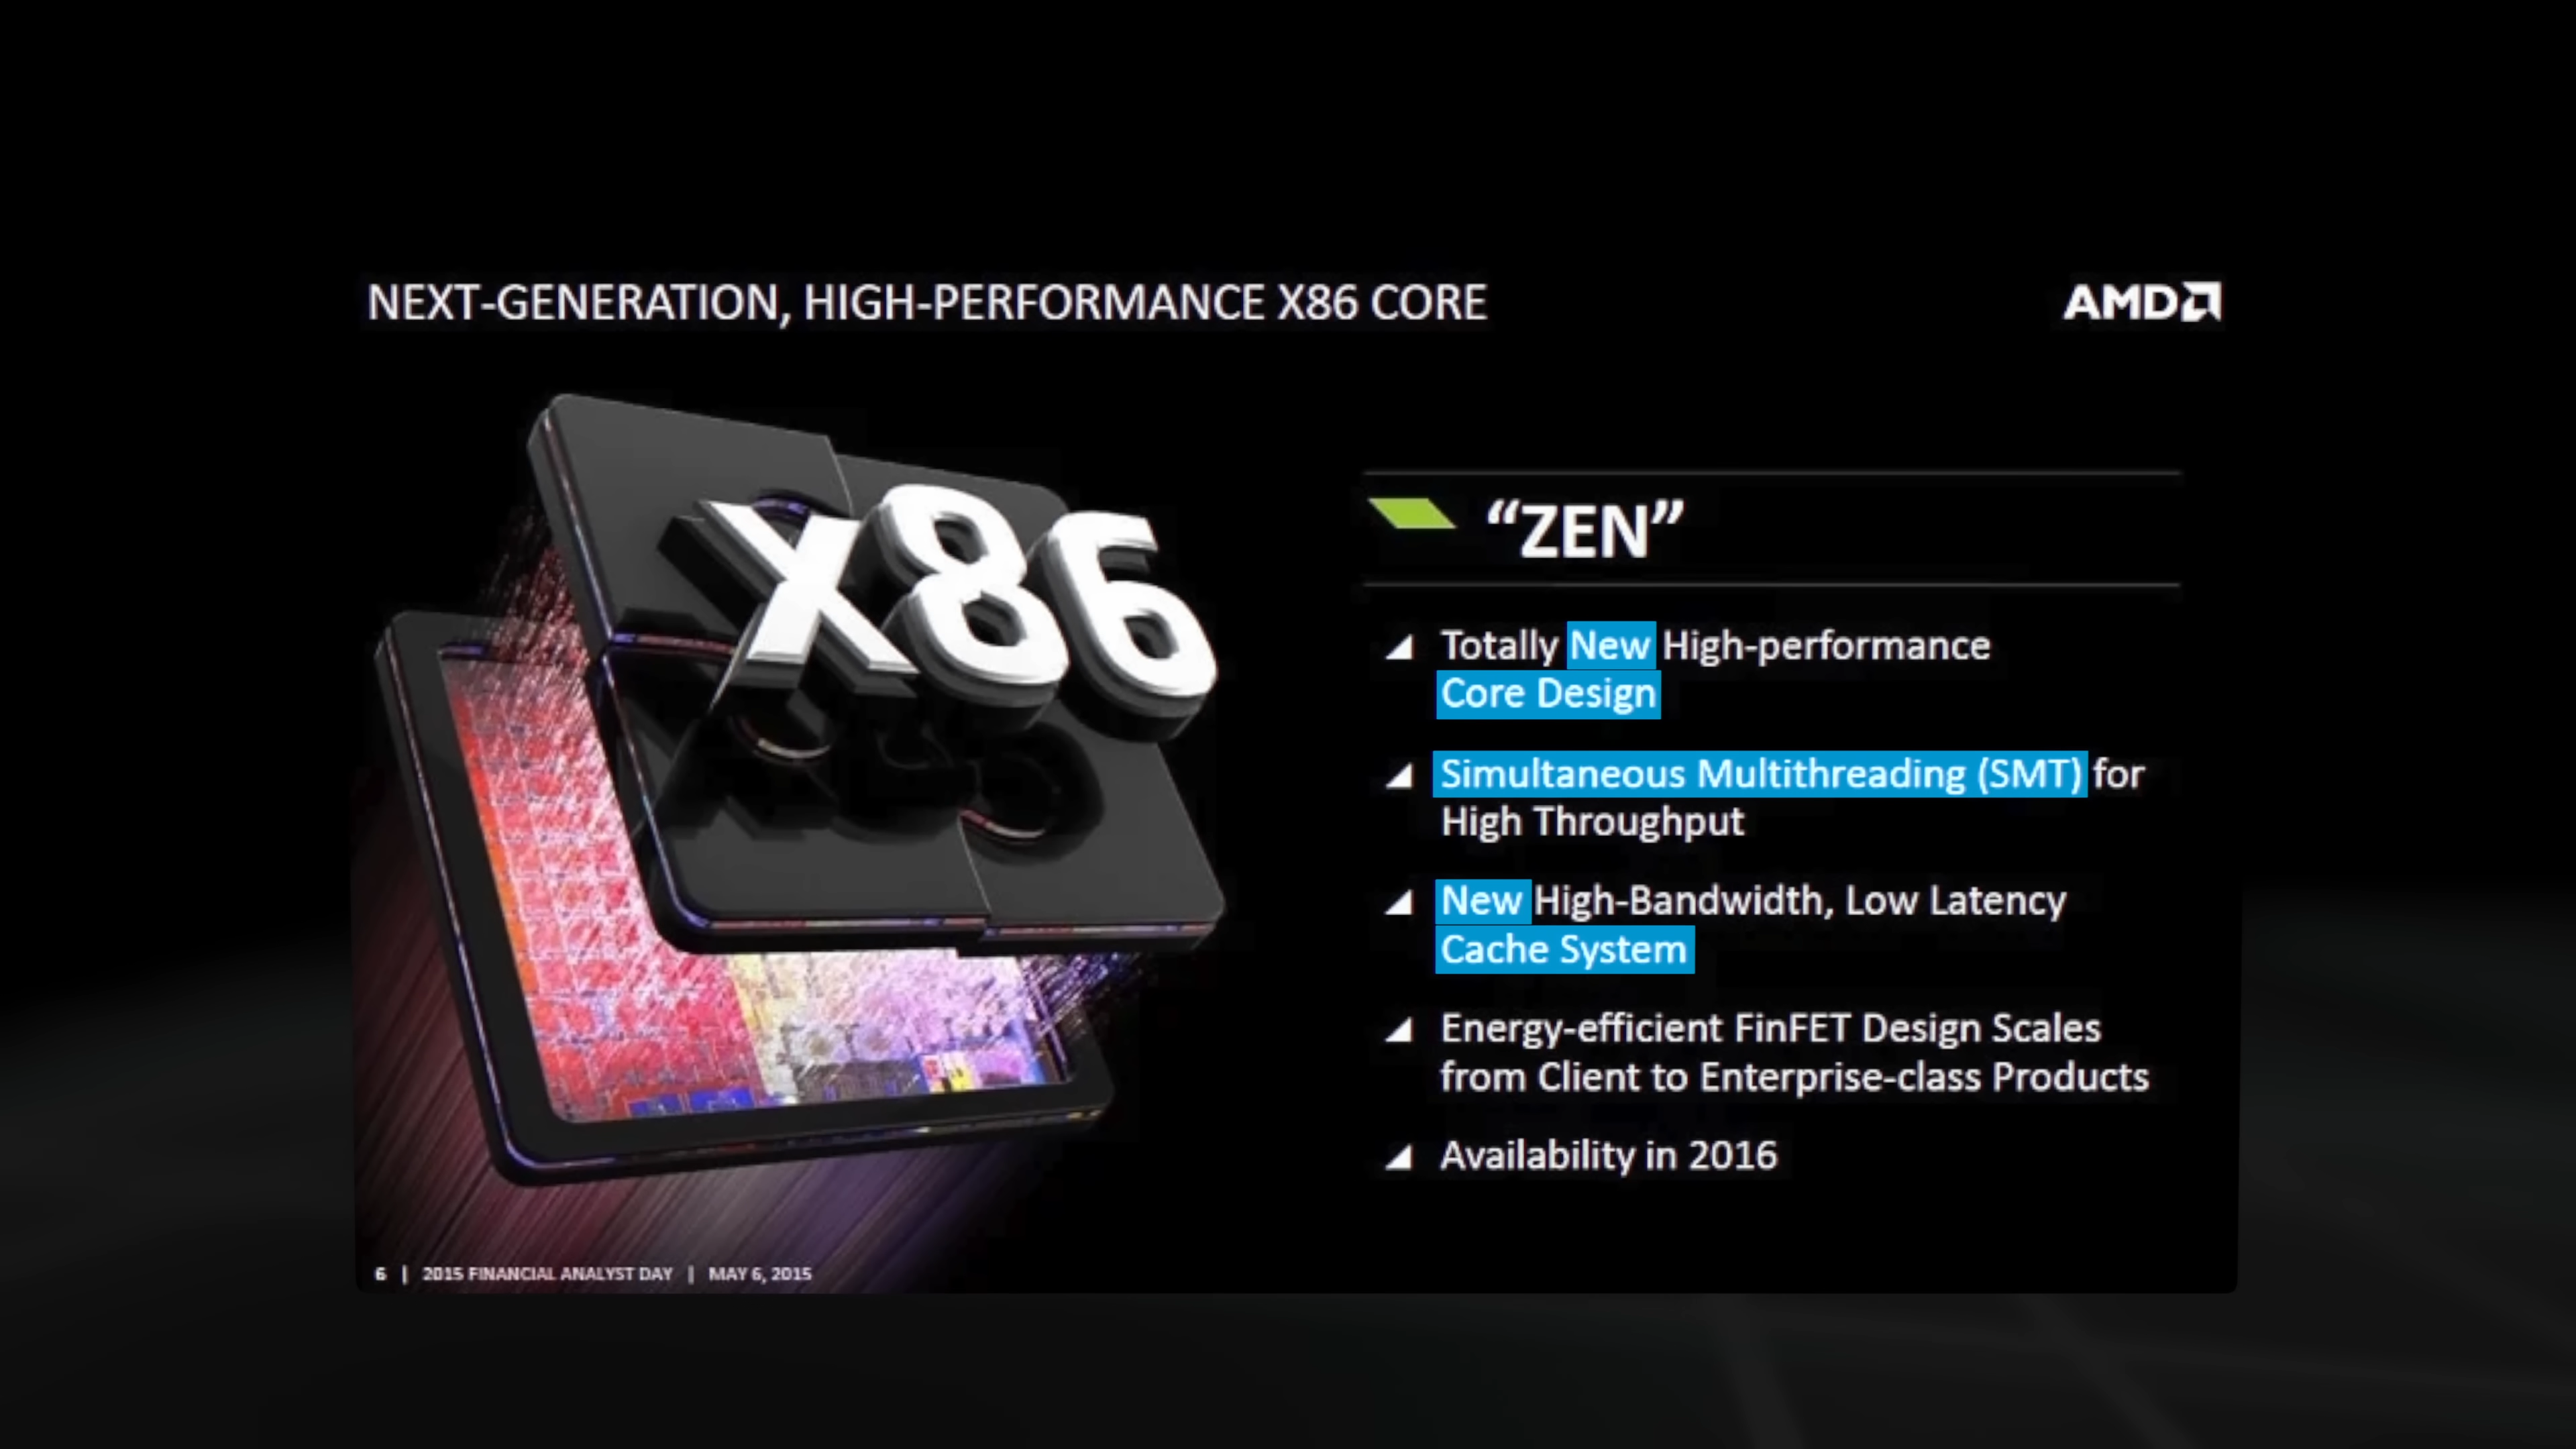 NEXT-GENERATION, HIGH-PERFORMANCE X86 CORE
AMD
x86
“ZEN”
Totally New High-performance
Core Design
Simultaneous Multithreading (SMT) for
High Throughput
New High-Bandwidth, Low Latency
Cache System
Energy-efficient FinFET Design Scales
from Client to Enterprise-class Products
Availability in 2016
6 | 2015 FINANCIAL ANALYST DAY | MAY 6, 2015